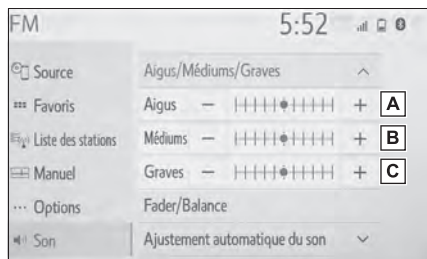 FM 5:52
Source
Favoris
Liste des stations
Manuel
Options
Son
Aigus/Médiums/Graves
Aigus − + A
Médiums − + B
Graves − + C
Fader/Balance
Ajustement automatique du son